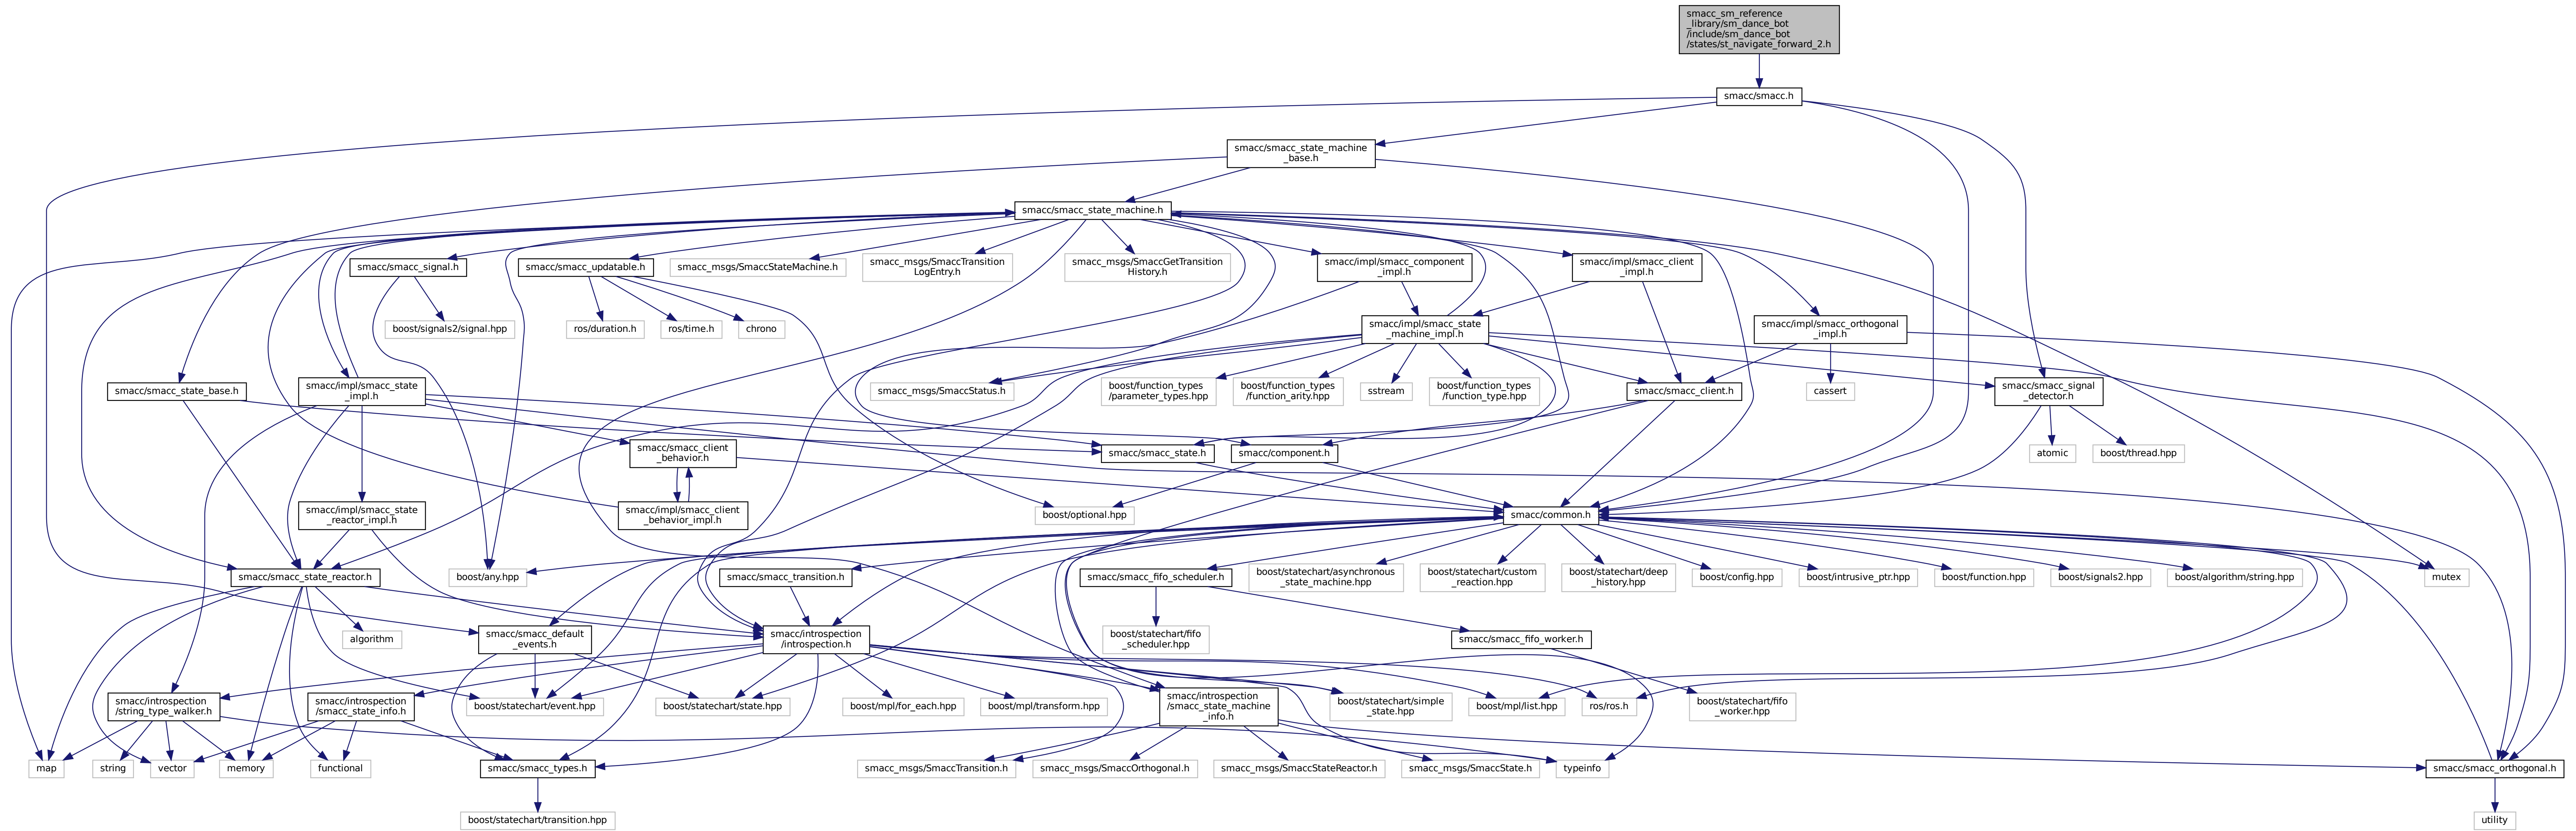 smacc_sm_reference
_library/sm_dance_bot
/include/sm_dance_bot
/states/st_navigate_forward_2.h
smacc/smacc.h
smacc/smacc_state_machine
_base.h
smacc/smacc_state_machine.h
smacc/smacc_signal.h
smacc/smacc_updatable.h
smacc_msgs/SmaccStateMachine.h
smacc_msgs/SmaccTransition
LogEntry.h
smacc_msgs/SmaccGetTransition
History.h
smacc/impl/smacc_component
_impl.h
smacc/impl/smacc_client
_impl.h
boost/signals2/signal.hpp
ros/duration.h
ros/time.h
chrono
smacc/impl/smacc_state
_machine_impl.h
smacc/impl/smacc_orthogonal
_impl.h
smacc/smacc_state_base.h
smacc/impl/smacc_state
_impl.h
smacc_msgs/SmaccStatus.h
boost/function_types
/parameter_types.hpp
boost/function_types
/function_arity.hpp
sstream
boost/function_types
/function_type.hpp
smacc/smacc_client.h
cassert
smacc/smacc_signal
_detector.h
smacc/smacc_client
_behavior.h
smacc/smacc_state.h
smacc/component.h
atomic
boost/thread.hpp
smacc/impl/smacc_state
_reactor_impl.h
smacc/impl/smacc_client
_behavior_impl.h
boost/optional.hpp
smacc/common.h
smacc/smacc_state_reactor.h
boost/any.hpp
smacc/smacc_transition.h
smacc/smacc_fifo_scheduler.h
boost/statechart/asynchronous
_state_machine.hpp
boost/statechart/custom
_reaction.hpp
boost/statechart/deep
_history.hpp
boost/config.hpp
boost/intrusive_ptr.hpp
boost/function.hpp
boost/signals2.hpp
boost/algorithm/string.hpp
mutex
algorithm
smacc/smacc_default
_events.h
smacc/introspection
/introspection.h
boost/statechart/fifo
_scheduler.hpp
smacc/smacc_fifo_worker.h
smacc/introspection
/string_type_walker.h
smacc/introspection
/smacc_state_info.h
boost/statechart/event.hpp
boost/statechart/state.hpp
boost/mpl/for_each.hpp
boost/mpl/transform.hpp
smacc/introspection
/smacc_state_machine
_info.h
boost/statechart/simple
_state.hpp
boost/mpl/list.hpp
ros/ros.h
boost/statechart/fifo
_worker.hpp
map
string
vector
memory
functional
smacc/smacc_types.h
smacc_msgs/SmaccTransition.h
smacc_msgs/SmaccOrthogonal.h
smacc_msgs/SmaccStateReactor.h
smacc_msgs/SmaccState.h
typeinfo
smacc/smacc_orthogonal.h
boost/statechart/transition.hpp
utility